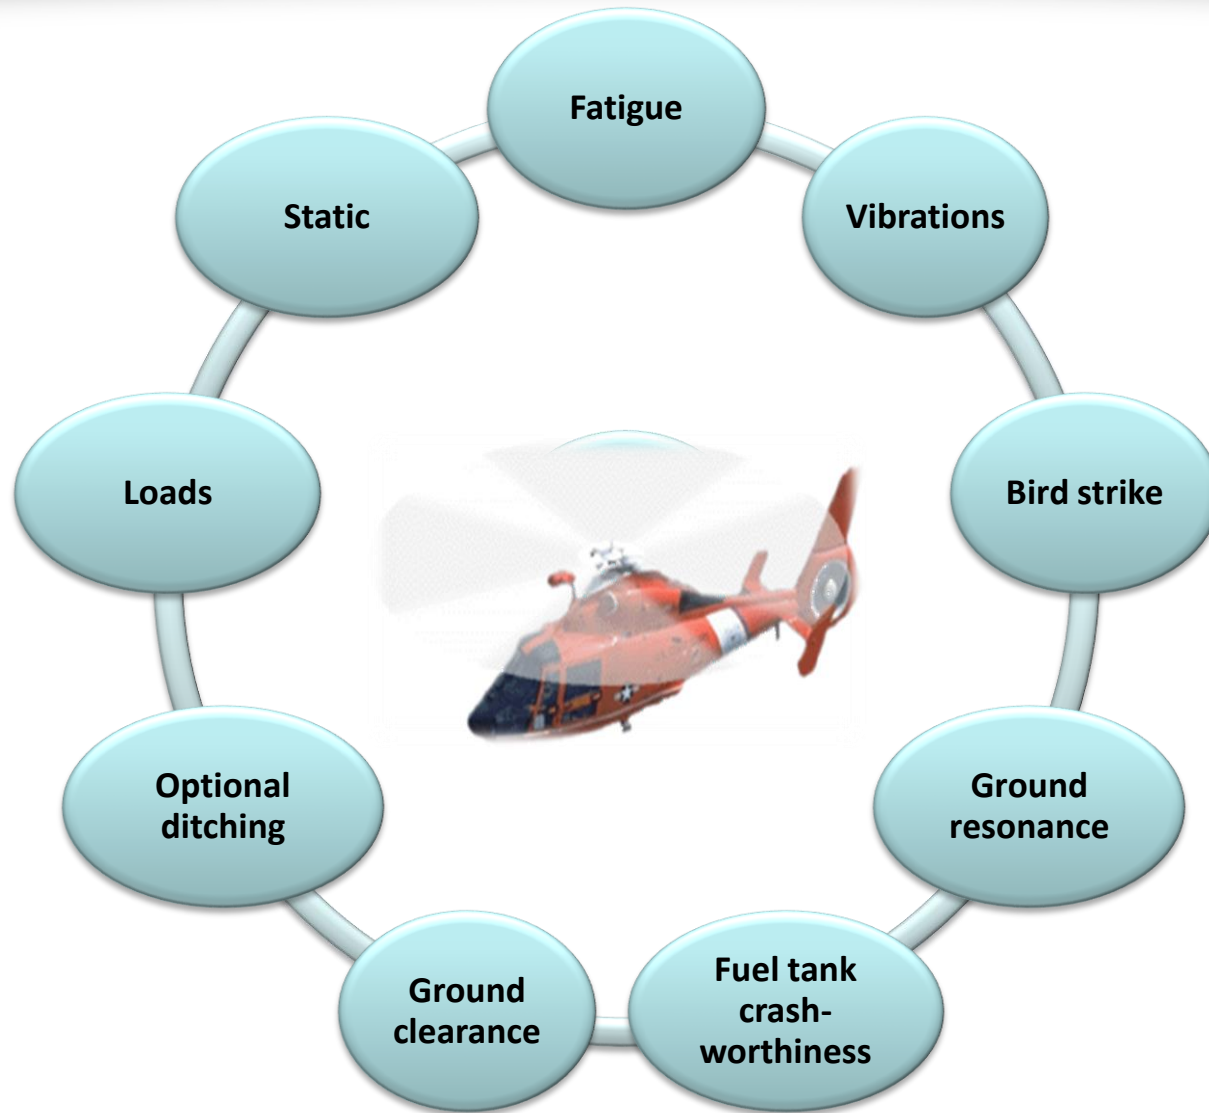 Fatigue
Static
Vibrations
Loads
Bird strike
Optional
ditching
Ground
resonance
Ground
clearance
Fuel tank
crash-
worthiness